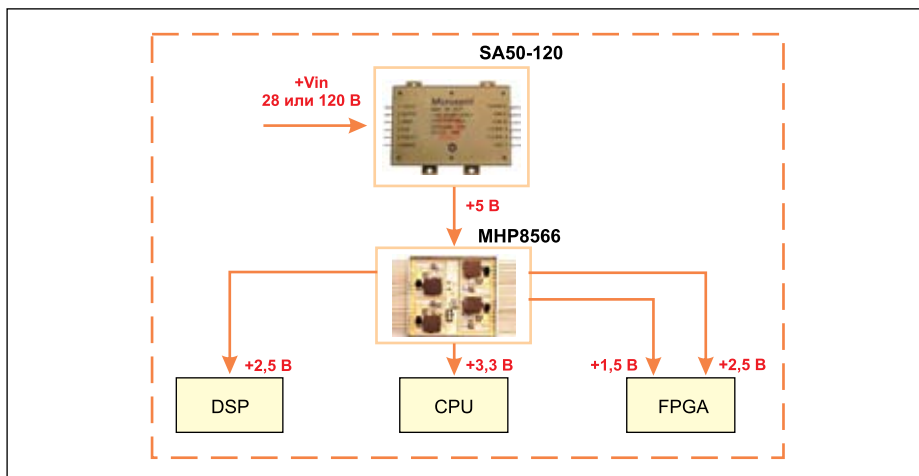 SA50-120
+Vin
28 или 120 В
Microsemi
+5 В
MHP8566
+2,5 В
+3,3 В
+1,5 В
+2,5 В
DSP
CPU
FPGA